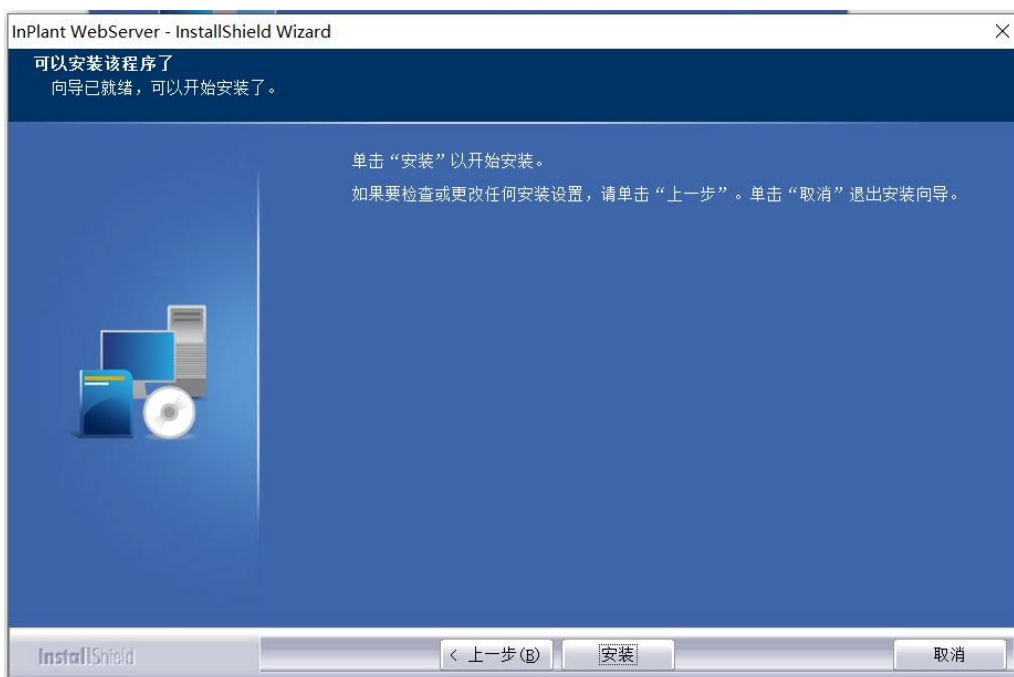 InPlant WebServer - InstallShield Wizard
可以安装该程序了
向导已就绪，可以开始安装了。
单击“安装”以开始安装。
如果要检查或更改任何安装设置，请单击“上一步”。单击“取消”退出安装向导。
InstallShield
< 上一步(B)
安装
取消